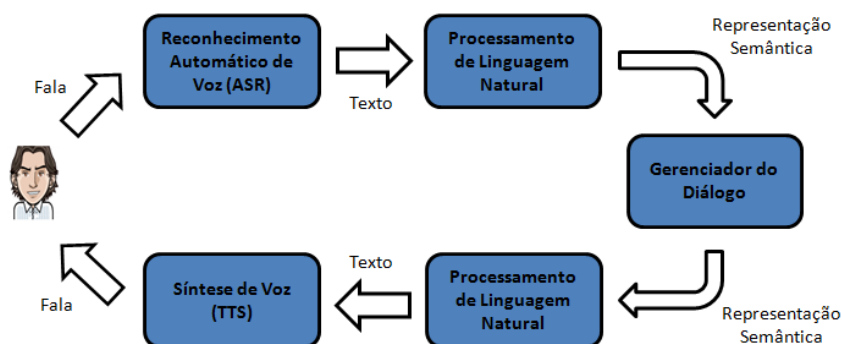 Fala
Reconhecimento
Automático de
Voz (ASR)
Texto
Processamento
de Linguagem
Natural
Representação
Semântica
Gerenciador do
Diálogo
Representação
Semântica
Processamento
de Linguagem
Natural
Texto
Síntese de Voz
(TTS)
Fala